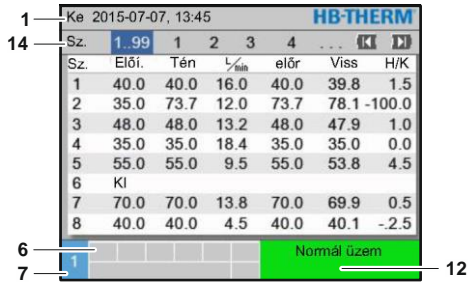 1 Ke 2015-07-07, 13:45 HB-THERM
14 Sz. 1..99 1 2 3 4 ...
Sz. Előí. Tén L/min előr Viss H/K
1 40.0 40.0 16.0 40.0 39.8 1.5
2 35.0 73.7 12.0 73.7 78.1 -100.0
3 48.0 48.0 13.2 48.0 47.9 1.0
4 35.0 35.0 18.4 35.0 35.0 0.0
5 55.0 55.0 9.5 55.0 53.8 4.5
6 KI
7 70.0 70.0 13.8 70.0 69.9 0.5
8 40.0 40.0 4.5 40.0 40.1 -.2.5
6 Normál üzem
7 1 12